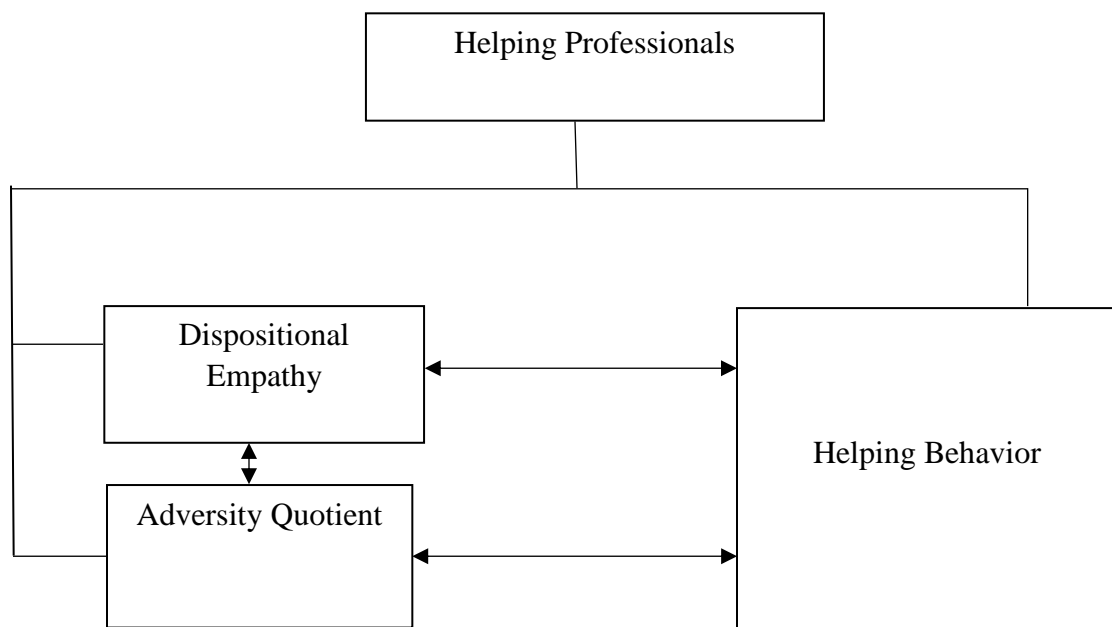 Helping Professionals
Dispositional
Empathy
Helping Behavior
Adversity Quotient